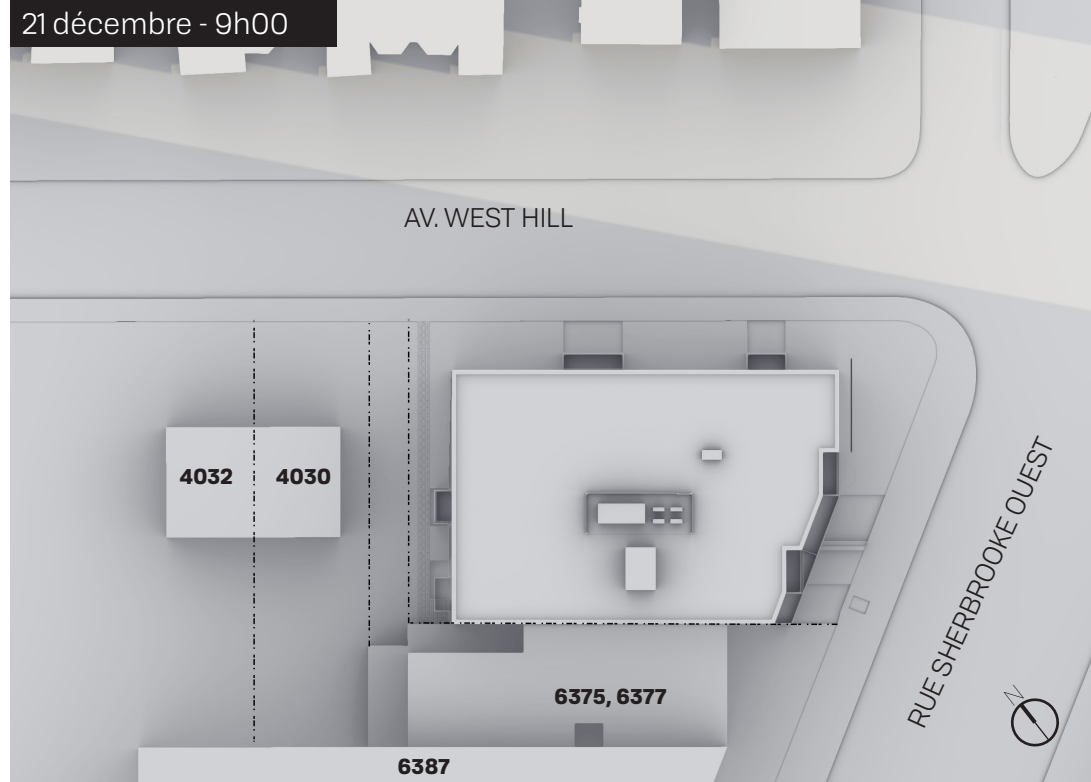 21 décembre - 9h00
AV. WEST HILL
4032
4030
RUE SHERBROOKE OUEST
6375, 6377
N
6387